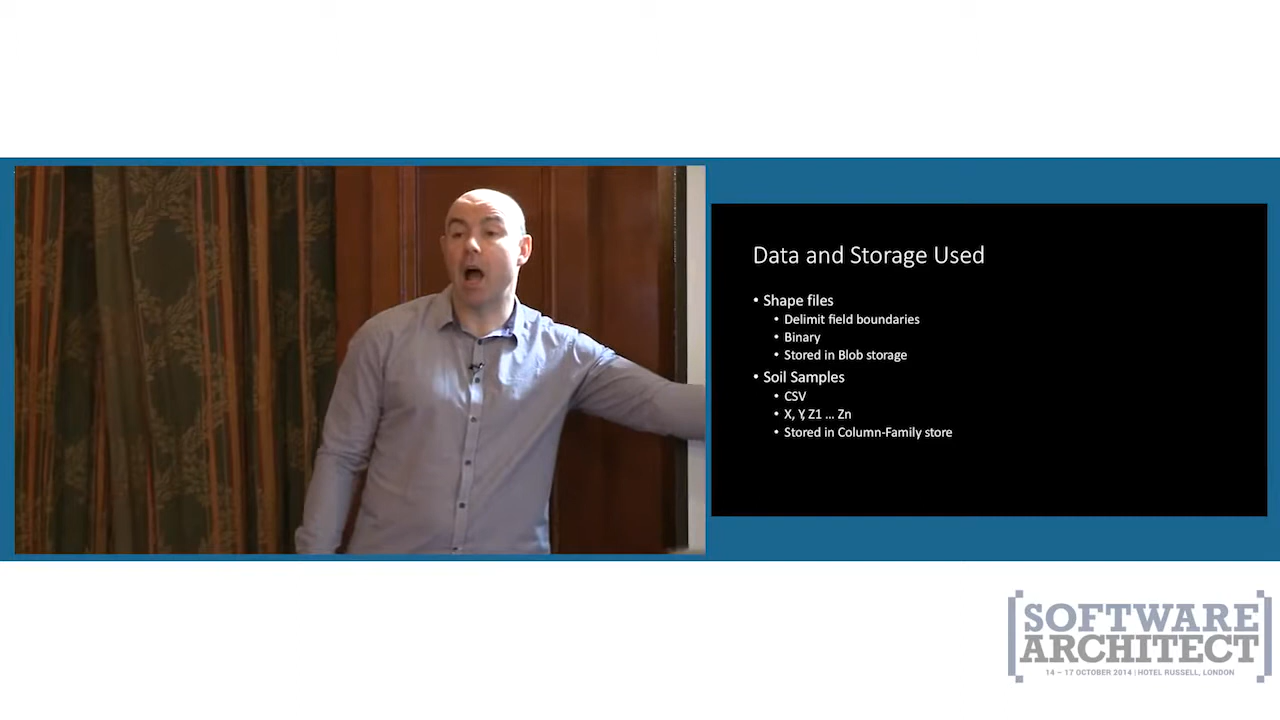 Data and Storage Used
• Shape files
• Delimit field boundaries
• Binary
• Stored in Blob storage
• Soil Samples
• CSV
• X, Y, Z1 ... Zn
• Stored in Column-Family store
[SOFTWARE
ARCHITECT]
14 – 17 OCTOBER 2014 | HOTEL RUSSELL, LONDON